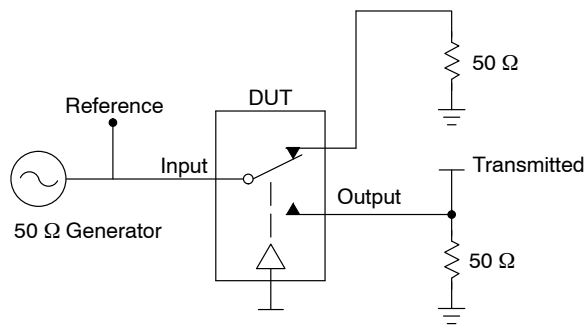 50 Ω
Reference
DUT
Input
Transmitted
Output
50 Ω Generator
50 Ω